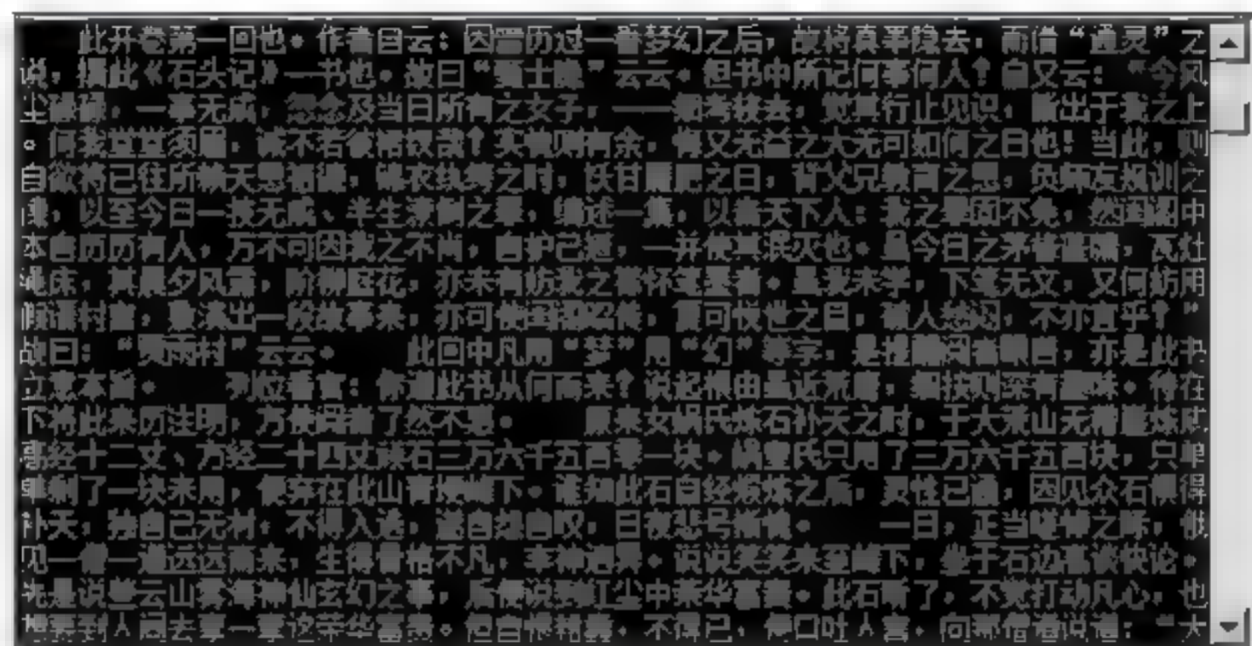 此开卷第一回也。作者自云：因曾历过一番梦幻之后，故将真事隐去，而借“通灵”之
说，撰此《石头记》一书也。故曰“甄士隐”云云。但书中所记何事何人？自又云：“今风
尘碌碌，一事无成，忽念及当日所有之女子，一一细考较去，觉其行止见识，皆出于我之上
。何我堂堂须眉，诚不若彼裙钗哉？实愧则有余，悔又无益之大无可如何之日也！当此，则
自欲将已往所赖天恩祖德，锦衣纨绔之时，饫甘餍肥之日，背父兄教育之恩，负师友规训之
德，以至今日一技无成、半生潦倒之罪，编述一集，以告天下人：我之罪固不免，然闺阁中
本自历历有人，万不可因我之不肖，自护己短，一并使其泯灭也。虽今日之茅椽蓬牖，瓦灶
绳床，其晨夕风露，阶柳庭花，亦未有妨我之襟怀笔墨者。虽我未学，下笔无文，又何妨用
假语村言，敷演出一段故事来，亦可使闺阁昭传，复可悦世之目，破人愁闷，不亦宜乎？”
故曰：“贾雨村”云云。 此回中凡用“梦”用“幻”等字，是提醒阅者眼目，亦是此书
立意本旨。 列位看官：你道此书从何而来？说起根由虽近荒唐，细按则深有趣味。待在
下将此来历注明，方使阅者了然不惑。 原来女娲氏炼石补天之时，于大荒山无稽崖炼成
高经十二丈、方经二十四丈顽石三万六千五百零一块。娲皇氏只用了三万六千五百块，只单
单剩了一块未用，便弃在此山青埂峰下。谁知此石自经煅炼之后，灵性已通，因见众石俱得
补天，独自己无材，不得入选，遂自怨自叹，日夜悲号惭愧。 一日，正当嗟悼之际，俄
见一僧一道远远而来，生得骨格不凡，丰神迥异。说说笑笑来至峰下，坐于石边高谈快论
先是说些云山雾海神仙玄幻之事，后便说到红尘中荣华富贵。此石听了，不觉打动凡心，也
想要到人间去享一享这荣华富贵。但自恨粗蠢，不得已，便口吐人言，向那僧道说道：“大